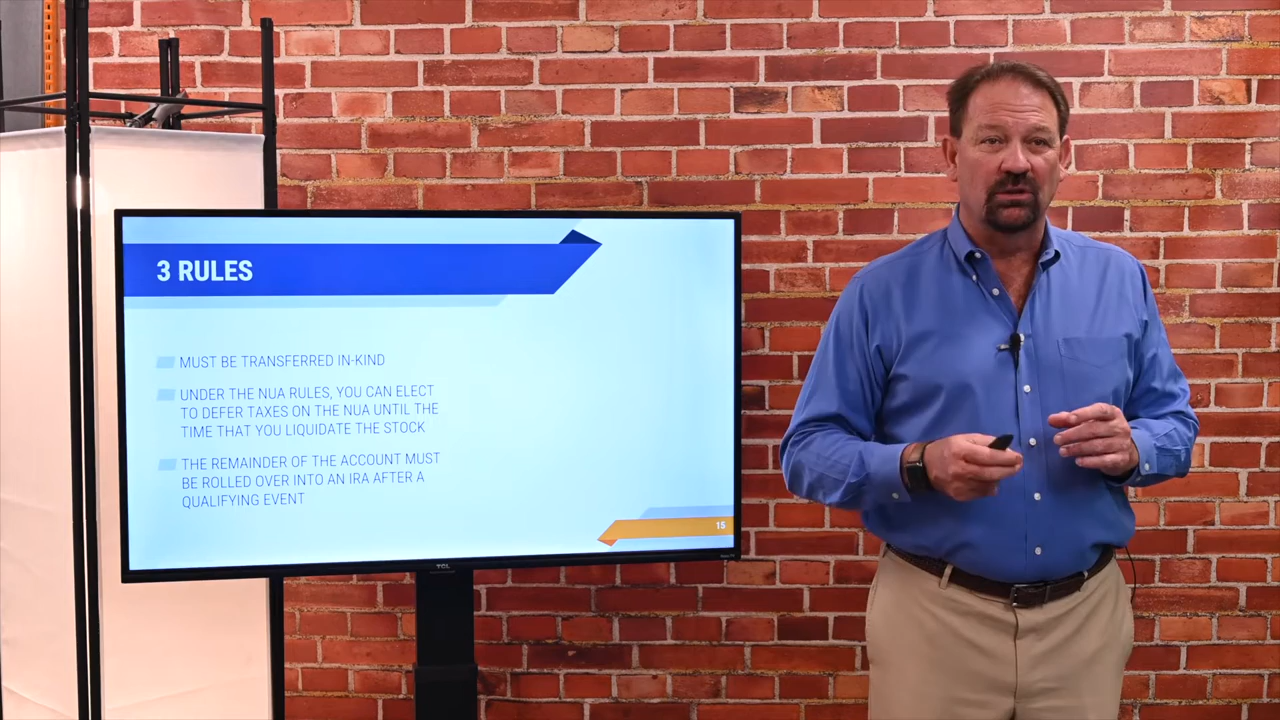 3 RULES
MUST BE TRANSFERRED IN-KIND
UNDER THE NUA RULES, YOU CAN ELECT
TO DEFER TAXES ON THE NUA UNTIL THE
TIME THAT YOU LIQUIDATE THE STOCK
THE REMAINDER OF THE ACCOUNT MUST
BE ROLLED OVER INTO AN IRA AFTER A
QUALIFYING EVENT
15
TCL